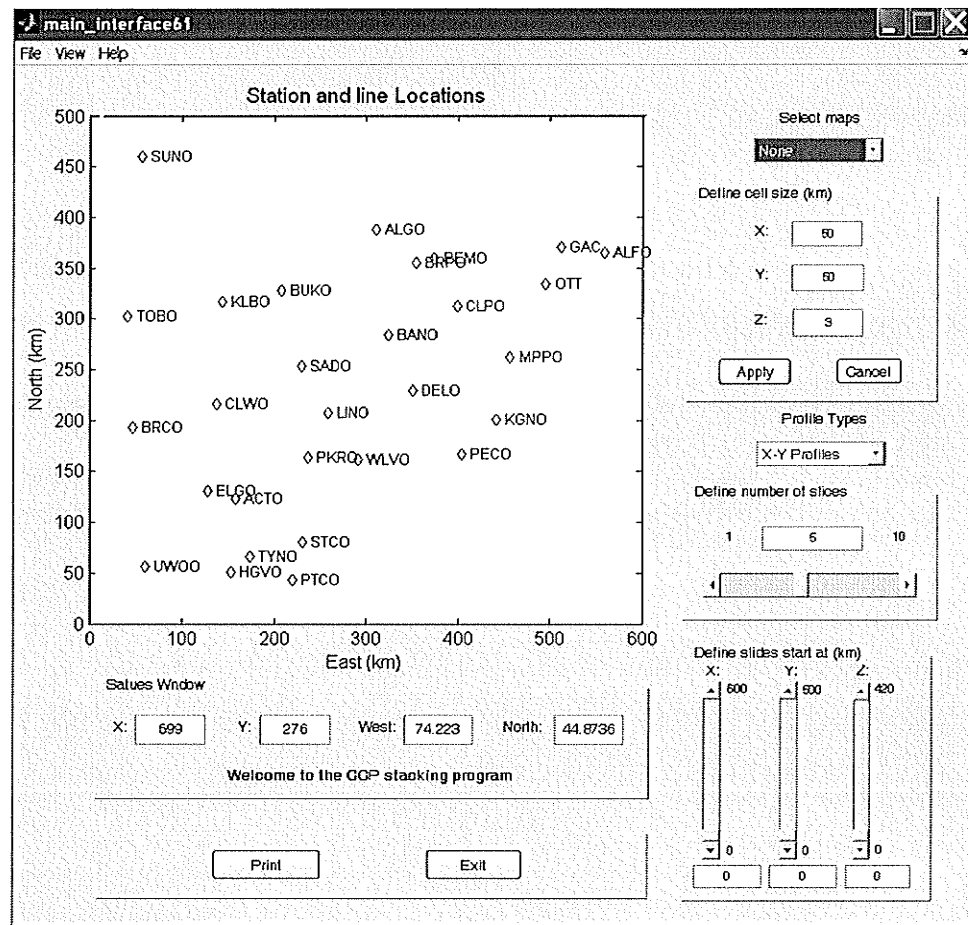 main_interface61
File View Help
Station and line Locations
500
450
400
350
300
250
200
150
100
50
0
North (km)
SUNO
ALGO
GAC
ALFO
BEMO
BRPO
OTT
BUKO
KLBO
CLPO
TOBO
BANO
MPPO
SADO
DELO
CLWO
LINO
KGNO
BRCO
PKRO
WLVO
PECO
ELGO
ACTO
STCO
TYNO
UWOO
HGVO
PTCO
0 100 200 300 400 500 600
East (km)
Select maps
None
Define cell size (km)
X: 50
Y: 50
Z: 3
Apply Cancel
Profile Types
X-Y Profiles
Define number of slices
1 5 10
Define slides start at (km)
X: Y: Z:
600 500 420
0 0 0
0 0 0
Satues Wndow
X: 699 Y: 276 West: 74.223 North: 44.8736
Welcome to the CCP stacking program
Print Exit